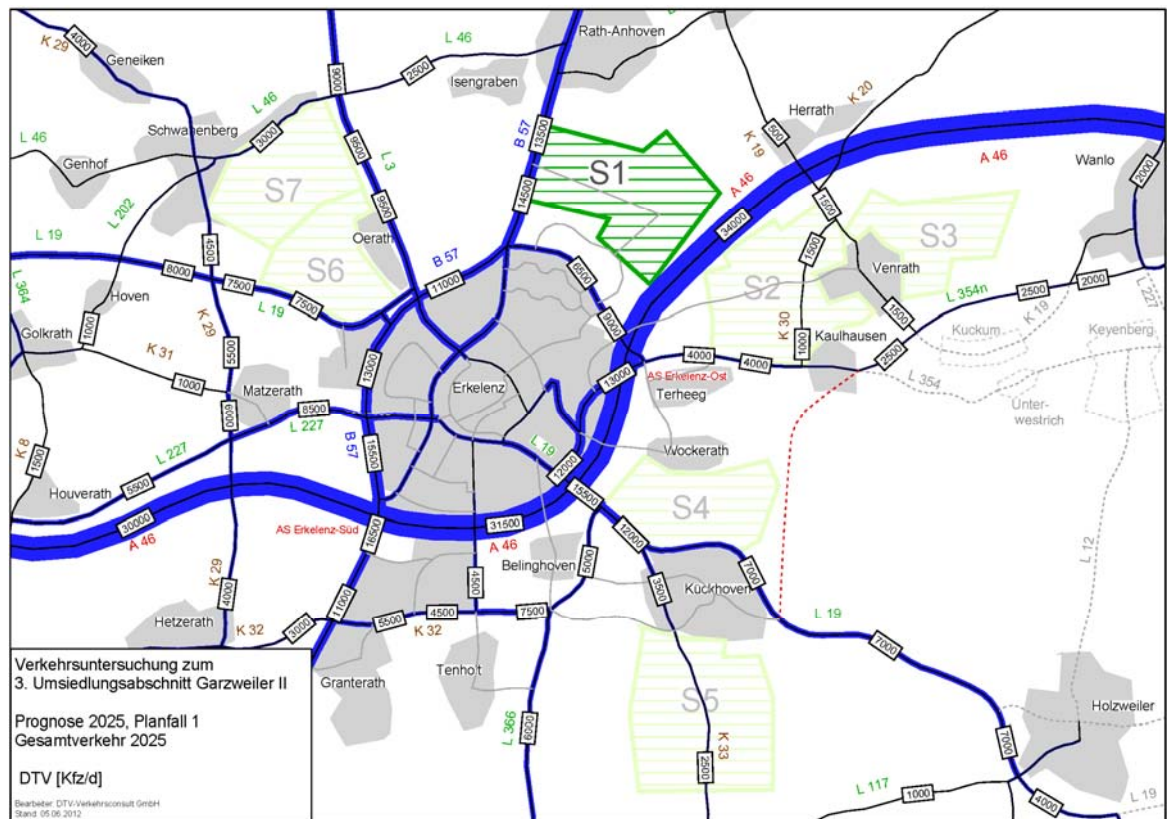 K 29
4000
Geneiken
9000
L 46
2500
Isengraben
Rath-Anhoven
L 46
Schwanenberg
3000
L 46
Genhof
L 202
S7
9500
L 3
9500
B 57
13500
14500
S1
500
Herrath
K 20
K 19
A 46
A 46
Wanlo
2000
34000
1500
1500
S3
Venrath
L 19
8000
4500
7500
S6
Oerath
B 57
11000
6500
9000
S2
K 30
1500
L 354n
2500
2000
L 227
L 364
Hoven
1000
K 29
L 19
7500
Golkrath
K 31
5500
1000
Matzerath
6000
13000
Erkelenz
13000
4000
4000
1000
Kaulhausen
2500
AS Erkelenz-Ost
Terheeg
K 19
Kuckum
Keyenberg
L 354
Unter-
westrich
8500
L 227
L 19
K 8
1500
Houverath
5500
B 57
15500
12000
Wockerath
30000
A 46
AS Erkelenz-Süd
16500
31500
A 46
15500
12000
S4
L 12
K 29
4000
Belinghoven
5000
4500
3500
Kückhoven
7000
Hetzerath
K 32
3000
11000
5500
4500
K 32
7500
L 19
7000
Granterath
Tenholt
L 366
6000
S5
K 33
2500
Holzweiler
7000
L 117
1000
4000
L 19
Verkehrsuntersuchung zum
3. Umsiedlungsabschnitt Garzweiler II
Prognose 2025, Planfall 1
Gesamtverkehr 2025
DTV [Kfz/d]
Bearbeiter: DTV-Verkehrsconsult GmbH
Stand: 05.06.2012